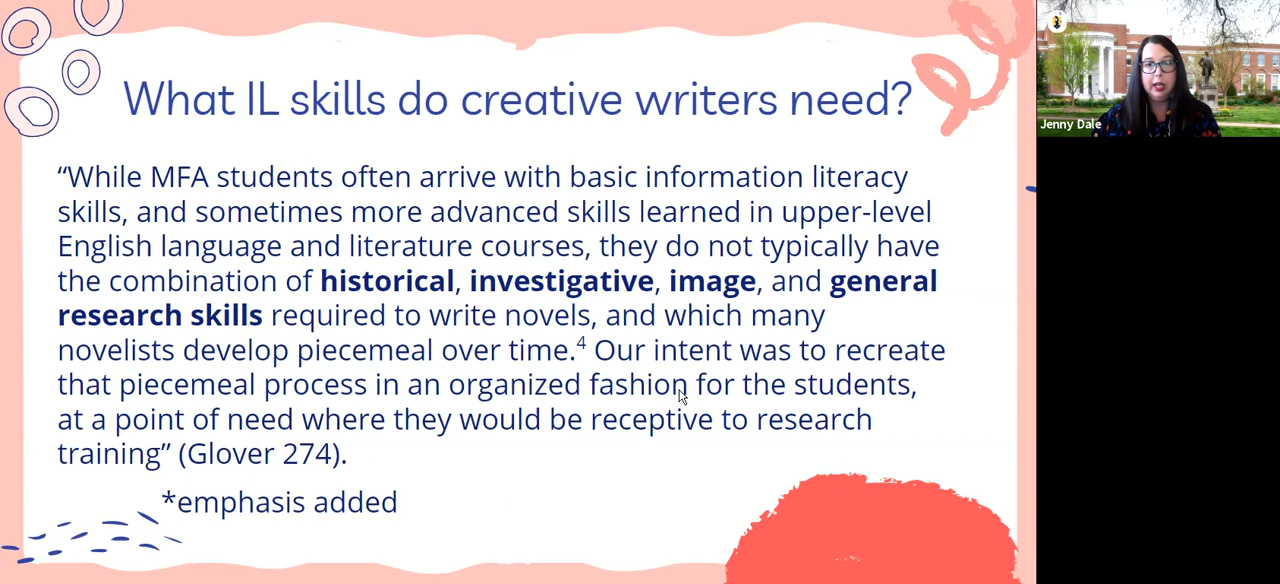 What IL skills do creative writers need?
“While MFA students often arrive with basic information literacy
skills, and sometimes more advanced skills learned in upper-level
English language and literature courses, they do not typically have
the combination of historical, investigative, image, and general
research skills required to write novels, and which many
novelists develop piecemeal over time.⁴ Our intent was to recreate
that piecemeal process in an organized fashion for the students,
at a point of need where they would be receptive to research
training” (Glover 274).
*emphasis added
Jenny Dale